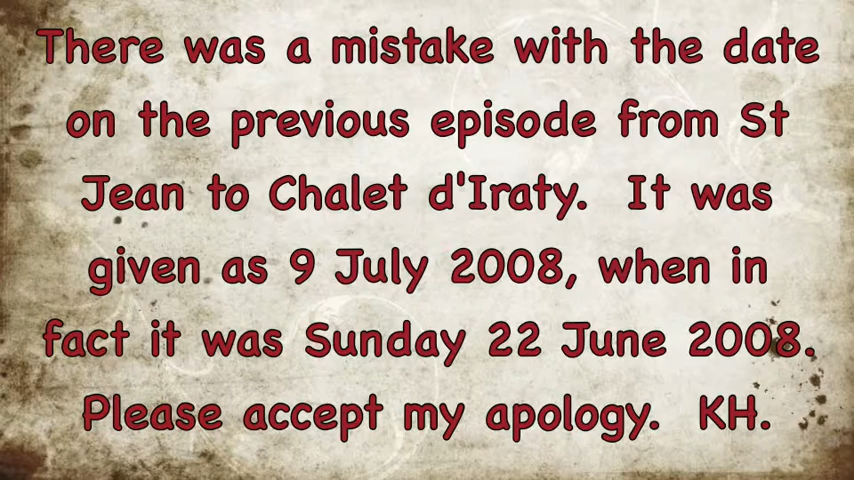 There was a mistake with the date
on the previous episode from St
Jean to Chalet d'Iraty.  It was
given as 9 July 2008, when in
fact it was Sunday 22 June 2008.
Please accept my apology.  KH.